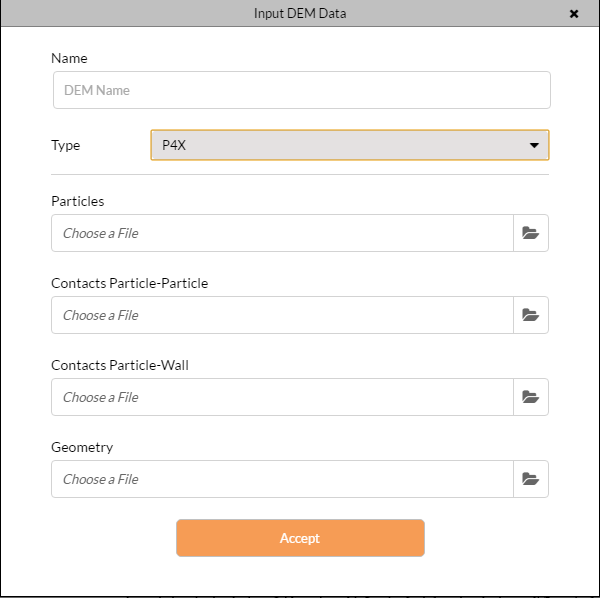 Input DEM Data
Name
DEM Name
Type
P4X
Particles
Choose a File
Contacts Particle-Particle
Choose a File
Contacts Particle-Wall
Choose a File
Geometry
Choose a File
Accept